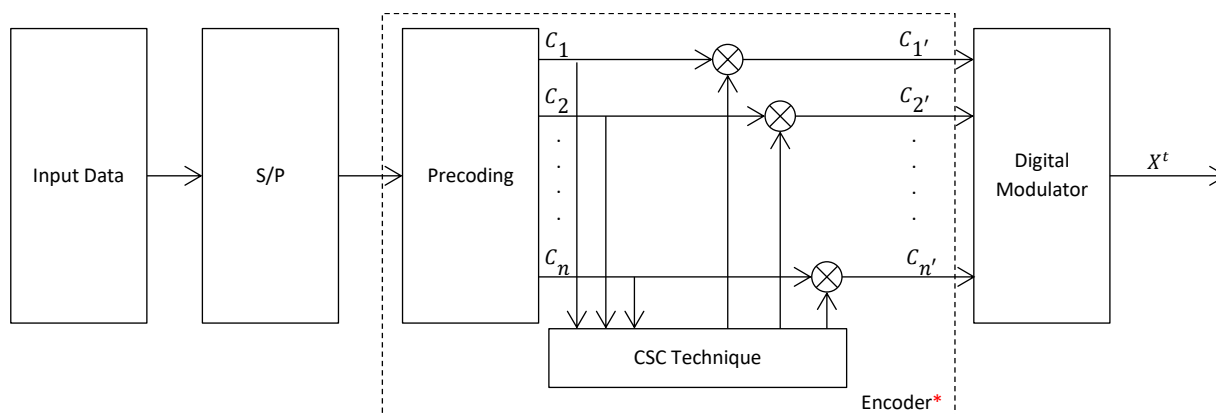 Input Data
S/P
Precoding
C1
C2
.
.
.
.
.
Cn
C1′
C2′
.
.
.
.
.
Cn′
CSC Technique
Encoder*
Digital
Modulator
X^t